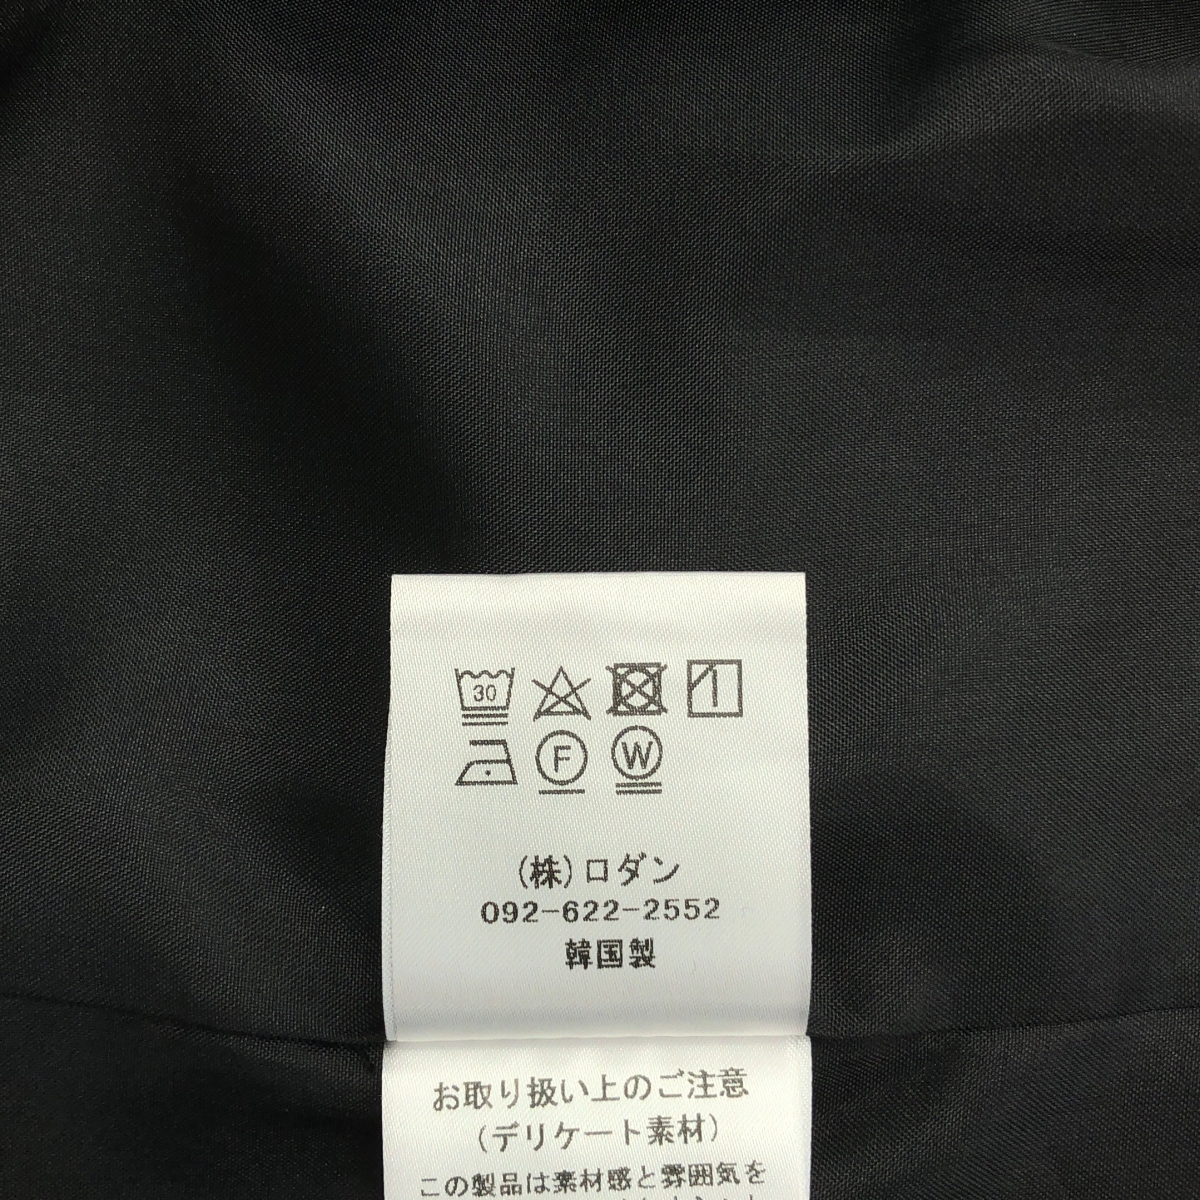 30
F W
(株)ロダン
092-622-2552
韓国製
お取り扱い上のご注意
(デリケート素材)
この製品は素材感と雰囲気を